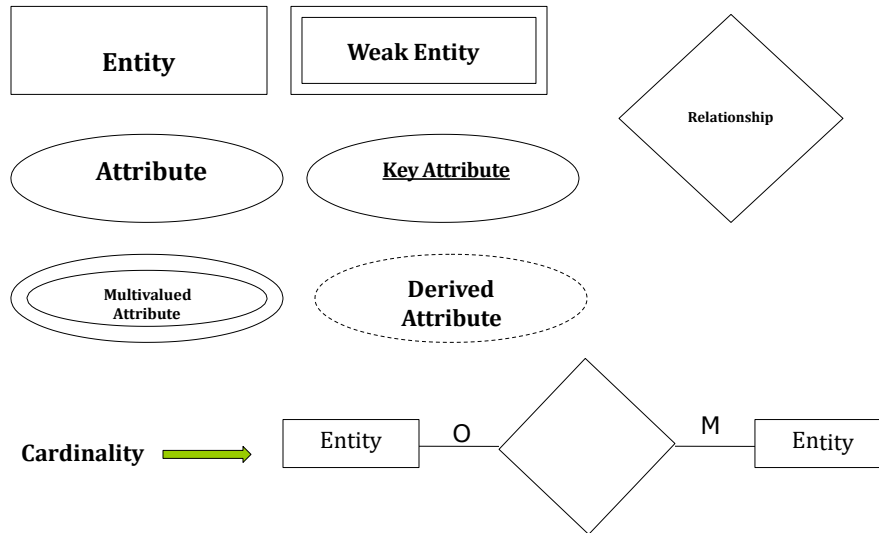 Entity
Weak Entity
Relationship
Attribute
Key Attribute
Multivalued
Attribute
Derived
Attribute
Cardinality
Entity
O
M
Entity